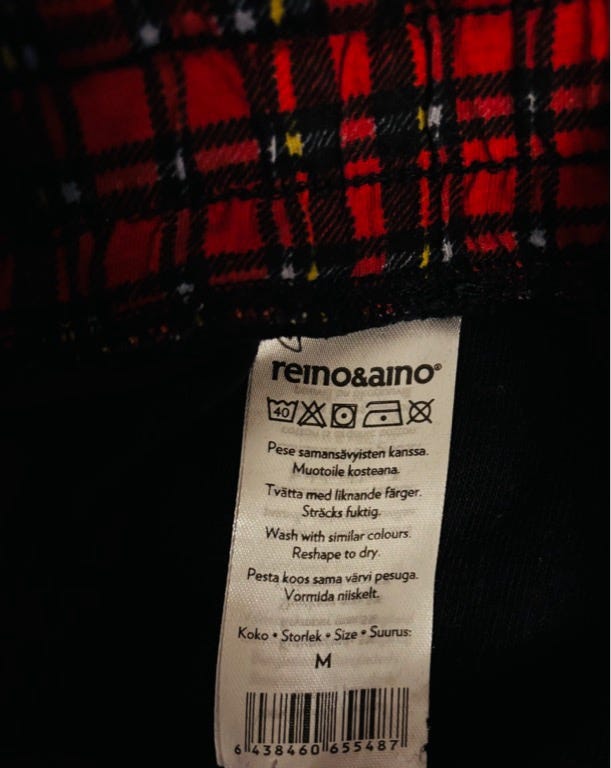 reino&aino®
40
Pese samansävyisten kanssa.
Muotoile kosteana.
Tvätta med liknande färger.
Sträcks fuktig.
Wash with similar colours.
Reshape to dry.
Pesta koos sama värvi pesuga.
Vormida niiskelt.
Koko • Storlek • Size • Suurus:
M
6 438460 655487